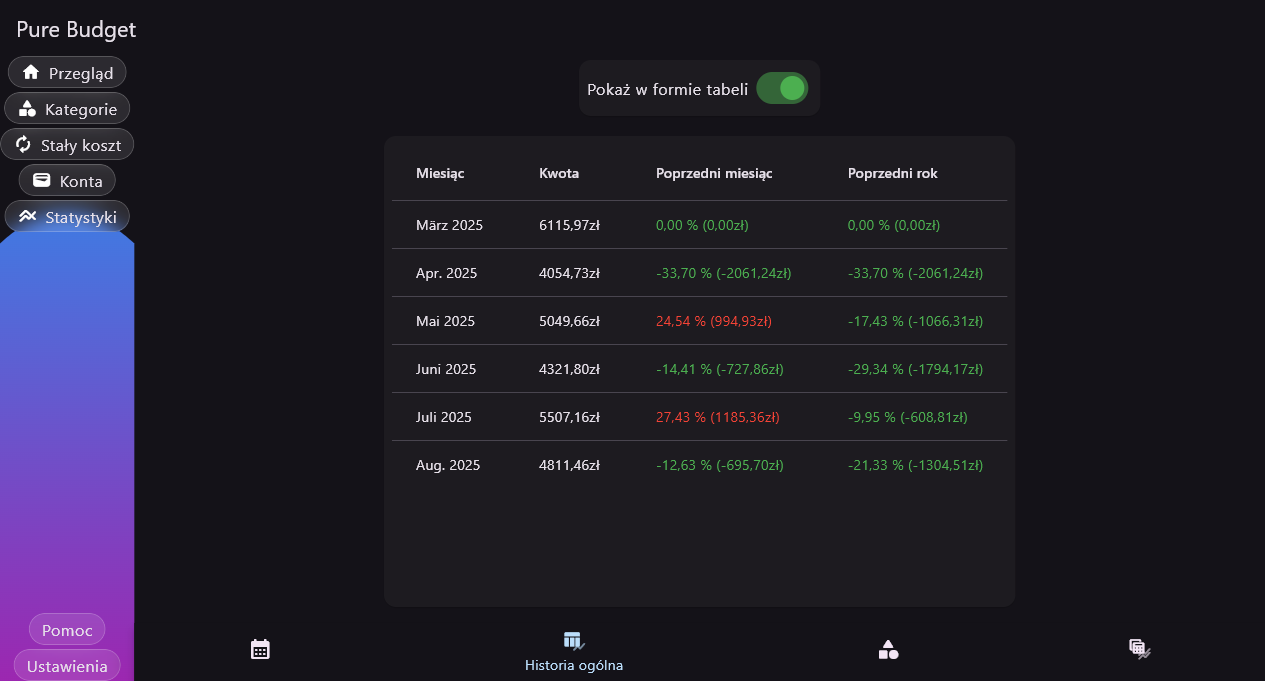 Pure Budget
Przegląd
Kategorie
Stały koszt
Konta
Statystyki
Pokaż w formie tabeli
Miesiąc Kwota Poprzedni miesiąc Poprzedni rok
März 2025 6115,97zł 0,00 % (0,00zł) 0,00 % (0,00zł)
Apr. 2025 4054,73zł -33,70 % (-2061,24zł) -33,70 % (-2061,24zł)
Mai 2025 5049,66zł 24,54 % (994,93zł) -17,43 % (-1066,31zł)
Juni 2025 4321,80zł -14,41 % (-727,86zł) -29,34 % (-1794,17zł)
Juli 2025 5507,16zł 27,43 % (1185,36zł) -9,95 % (-608,81zł)
Aug. 2025 4811,46zł -12,63 % (-695,70zł) -21,33 % (-1304,51zł)
Pomoc
Ustawienia
Historia ogólna